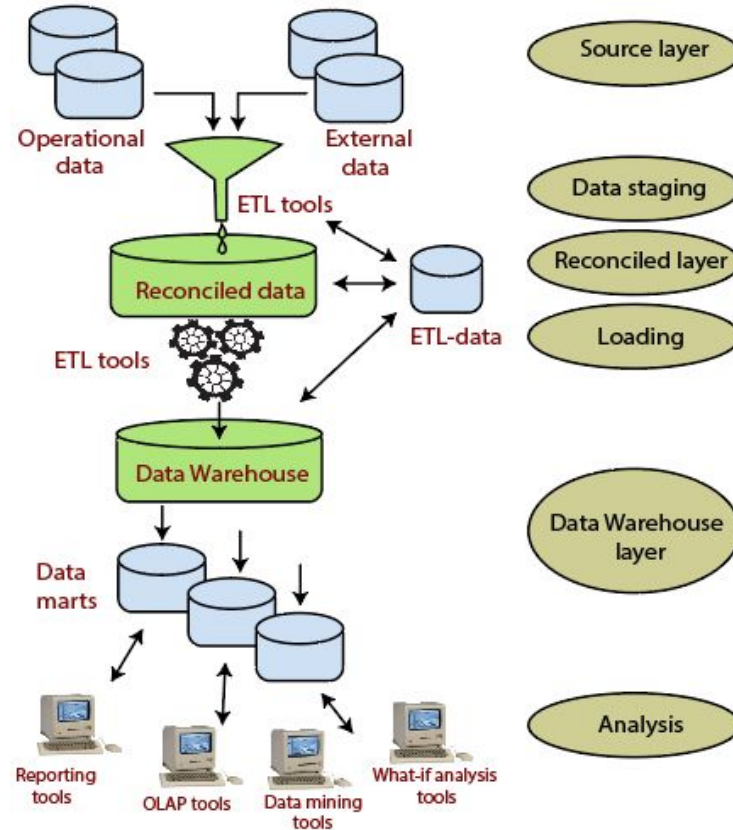 Source layer
Operational
data
External
data
ETL tools
Data staging
Reconciled data
Reconciled layer
ETL-data
ETL tools
Loading
Data Warehouse
Data Warehouse
layer
Data
marts
Analysis
Reporting
tools
OLAP tools
Data mining
tools
What-if analysis
tools